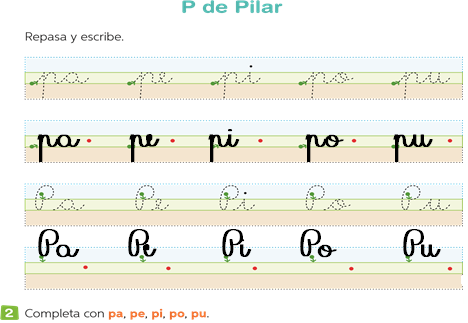 P de Pilar
Repasa y escribe.
pa pe pi po pu
pa pe pi po pu
Pa Pe Pi Po Pu
Pa Pe Pi Po Pu
2 Completa con pa, pe, pi, po, pu.